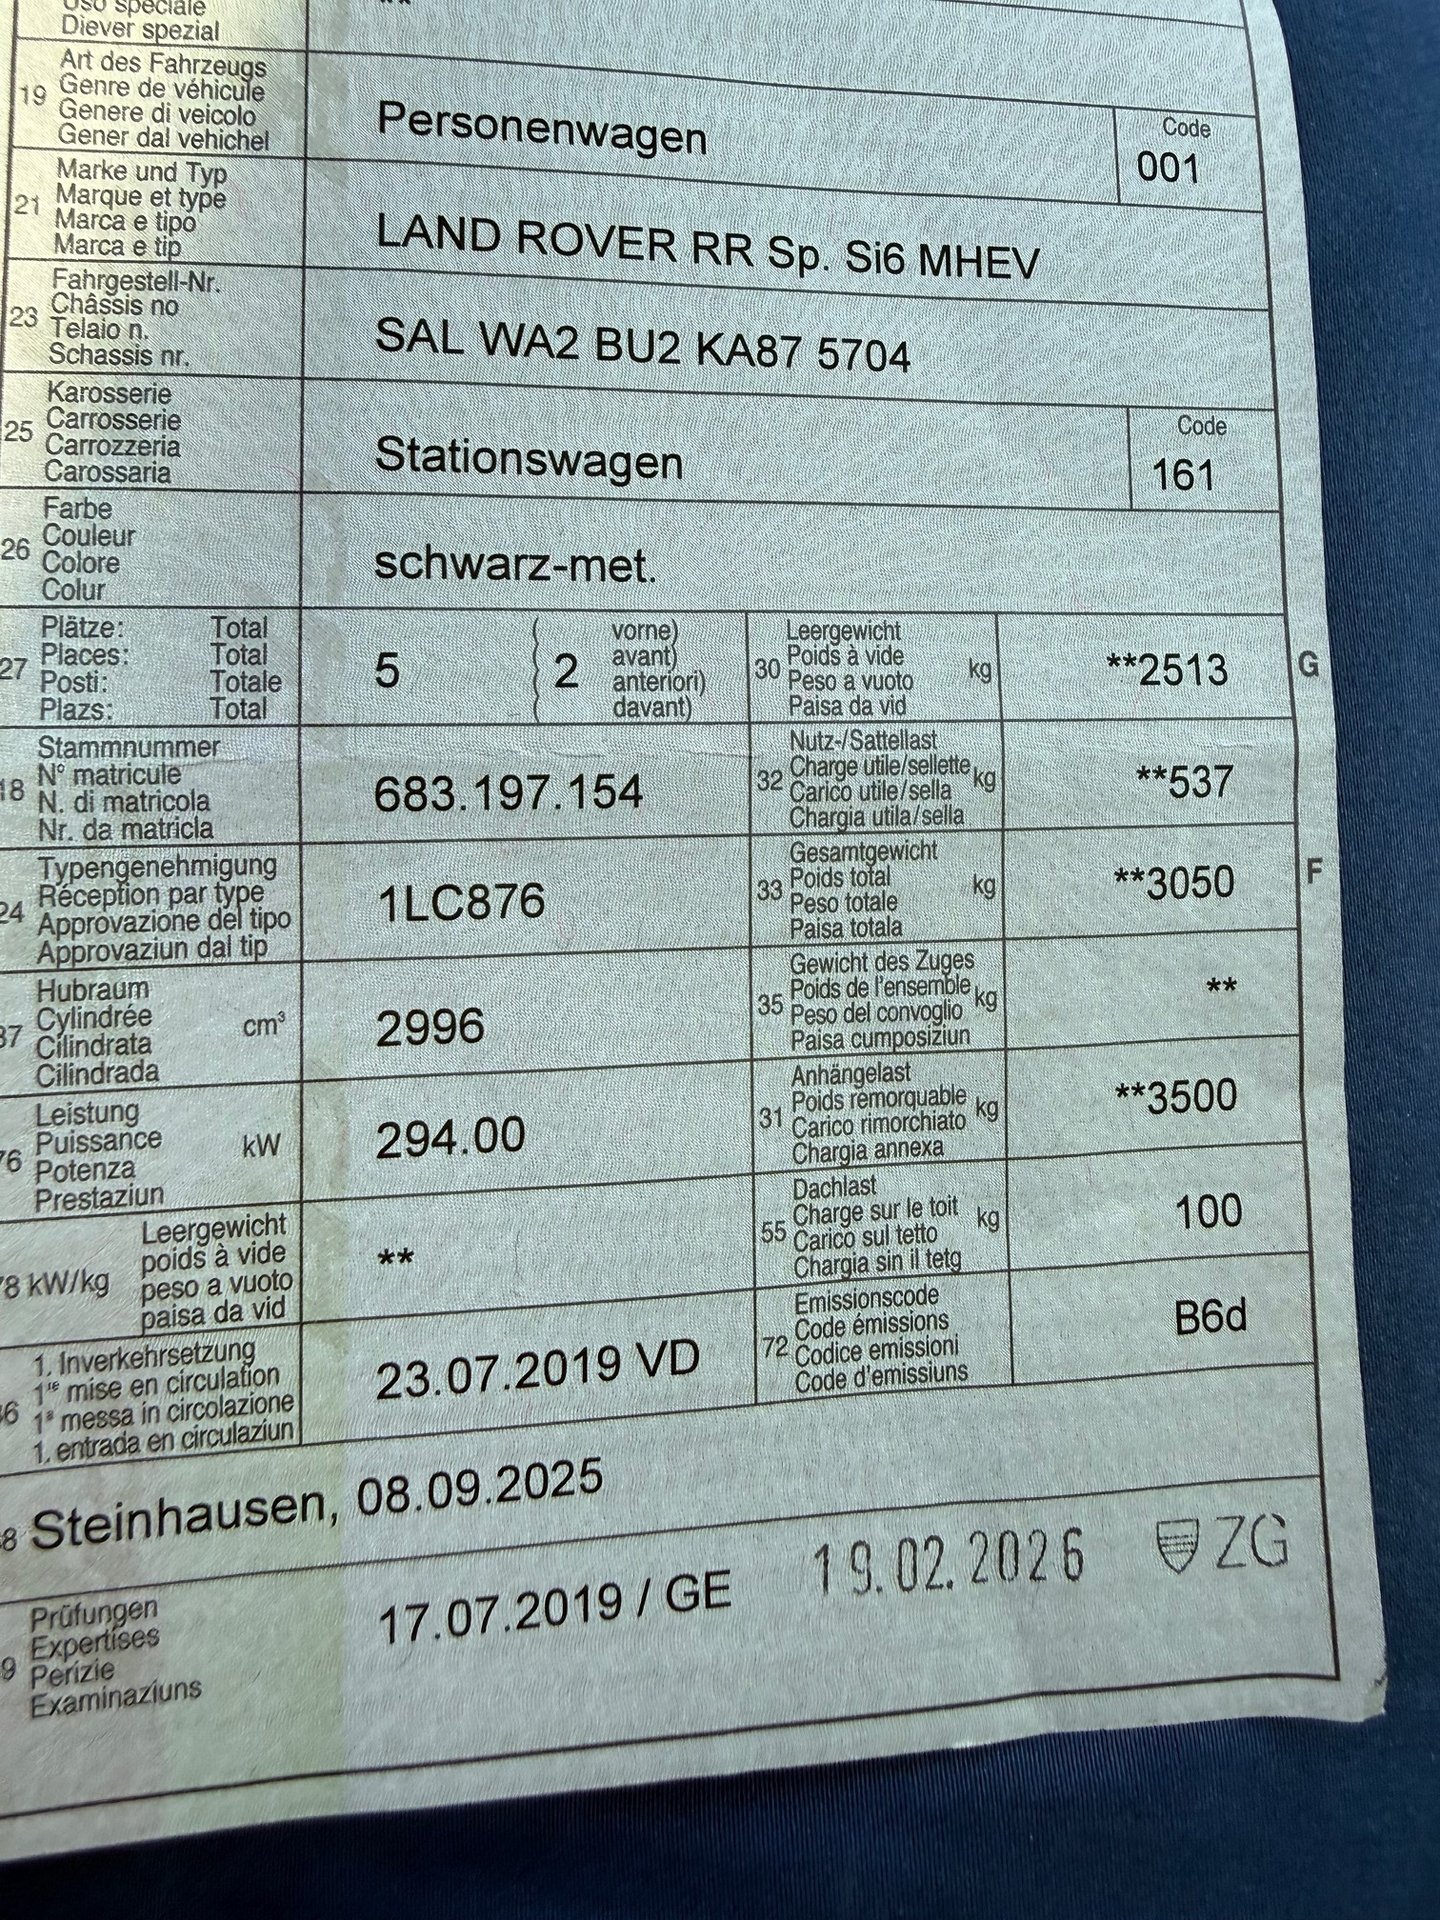 Uso speciale
Diever spezial **
19 Art des Fahrzeugs
Genre de véhicule
Genere di veicolo
Gener dal vehichel
Personenwagen
Code
001
21 Marke und Typ
Marque et type
Marca e tipo
Marca e tip
LAND ROVER RR Sp. Si6 MHEV
23 Fahrgestell-Nr.
Châssis no
Telaio n.
Schassis nr.
SAL WA2 BU2 KA87 5704
25 Karosserie
Carrosserie
Carrozzeria
Carossaria
Stationswagen
Code
161
26 Farbe
Couleur
Colore
Colur
schwarz-met.
27 Plätze: Total
Places: Total
Posti: Totale
Plazs: Total
5 ( 2 vorne)
( avant)
( anteriori)
( davant)
30 Leergewicht
Poids à vide
Peso a vuoto
Paisa da vid
kg **2513 G
18 Stammnummer
N° matricule
N. di matricola
Nr. da matricla
683.197.154
32 Nutz-/Sattellast
Charge utile/sellette
Carico utile/sella
Chargia utila/sella
kg **537
24 Typengenehmigung
Réception par type
Approvazione del tipo
Approvaziun dal tip
1LC876
33 Gesamtgewicht
Poids total
Peso totale
Paisa totala
kg **3050 F
37 Hubraum
Cylindrée
Cilindrata
Cilindrada
cm³ 2996
35 Gewicht des Zuges
Poids de l'ensemble
Peso del convoglio
Paisa cumposiziun
kg **
76 Leistung
Puissance
Potenza
Prestaziun
kW 294.00
31 Anhängelast
Poids remorquable
Carico rimorchiato
Chargia annexa
kg **3500
78 kW/kg Leergewicht
poids à vide
peso a vuoto
paisa da vid
**
55 Dachlast
Charge sur le toit
Carico sul tetto
Chargia sin il tetg
kg 100
36 1. Inverkehrsetzung
1re mise en circulation
1a messa in circolazione
1. entrada en circulaziun
23.07.2019 VD
72 Emissionscode
Code émissions
Codice emissioni
Code d'emissiuns
B6d
8 Steinhausen, 08.09.2025
9 Prüfungen
Expertises
Perizie
Examinaziuns
17.07.2019 / GE 19.02.2026 ZG